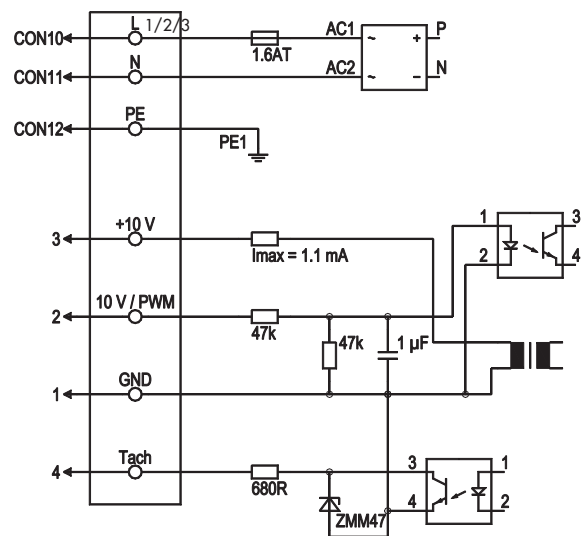 L 1/2/3
CON10
1.6AT
AC1
~
+
P
N
CON11
AC2
~
–
N
PE
CON12
PE1
+10 V
3
Imax = 1.1 mA
1
2
3
4
10 V / PWM
2
47k
47k
1 µF
GND
1
Tach
4
680R
3
4
1
2
ZMM47